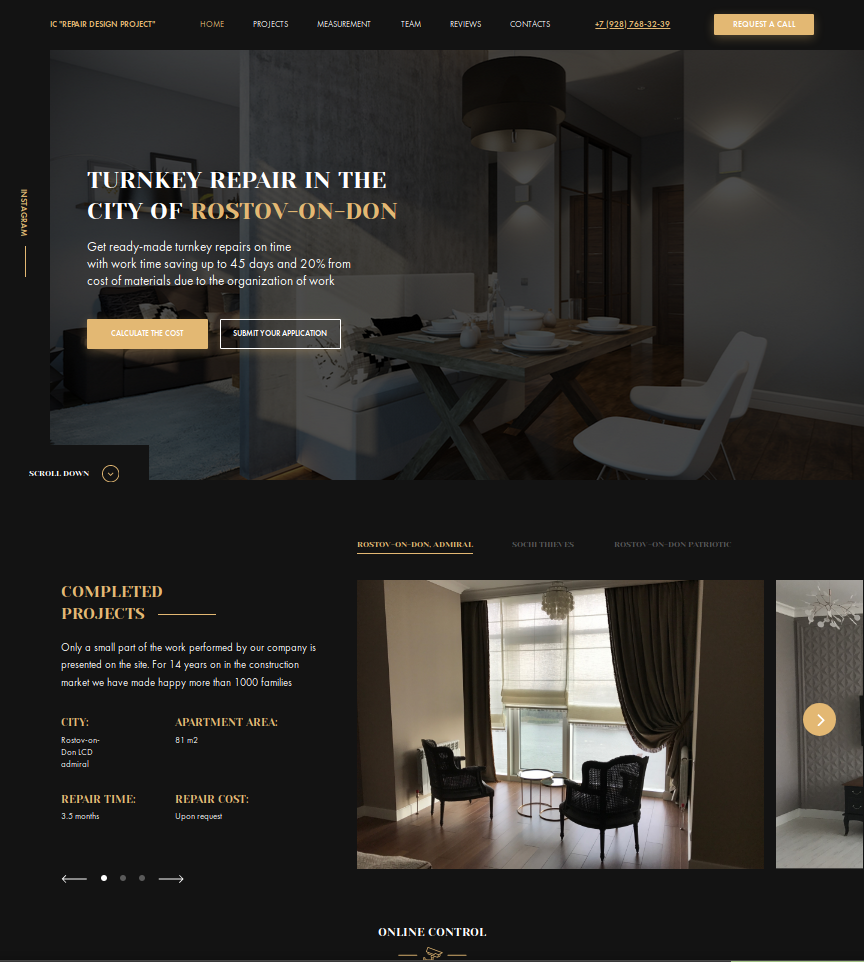 IC "REPAIR DESIGN PROJECT"
HOME
PROJECTS
MEASUREMENT
TEAM
REVIEWS
CONTACTS
+7 (928) 768-32-39
REQUEST A CALL
INSTAGRAM
TURNKEY REPAIR IN THE
CITY OF ROSTOV-ON-DON
Get ready-made turnkey repairs on time
with work time saving up to 45 days and 20% from
cost of materials due to the organization of work
CALCULATE THE COST
SUBMIT YOUR APPLICATION
SCROLL DOWN
ROSTOV-ON-DON, ADMIRAL
SOCHI THIEVES
ROSTOV-ON-DON PATRIOTIC
COMPLETED
PROJECTS
Only a small part of the work performed by our company is
presented on the site. For 14 years on in the construction
market we have made happy more than 1000 families
CITY:
APARTMENT AREA:
Rostov-on-
Don LCD
admiral
81 m2
REPAIR TIME:
REPAIR COST:
3.5 months
Upon request
ONLINE CONTROL